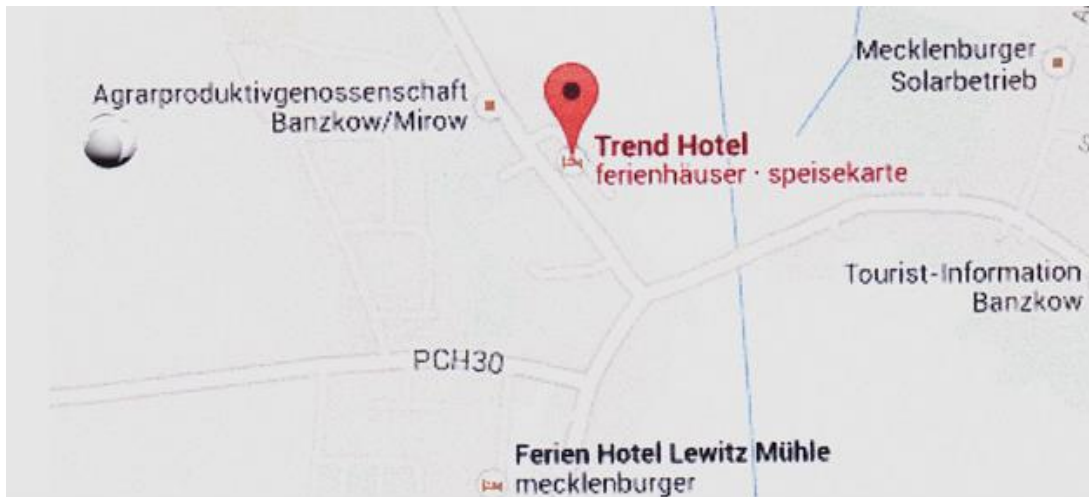 Mecklenburger
Solarbetrieb
Agrarproduktivgenossenschaft
Banzkow/Mirow
Trend Hotel
ferienhäuser · speisekarte
Tourist-Information
Banzkow
PCH30
Ferien Hotel Lewitz Mühle
mecklenburger